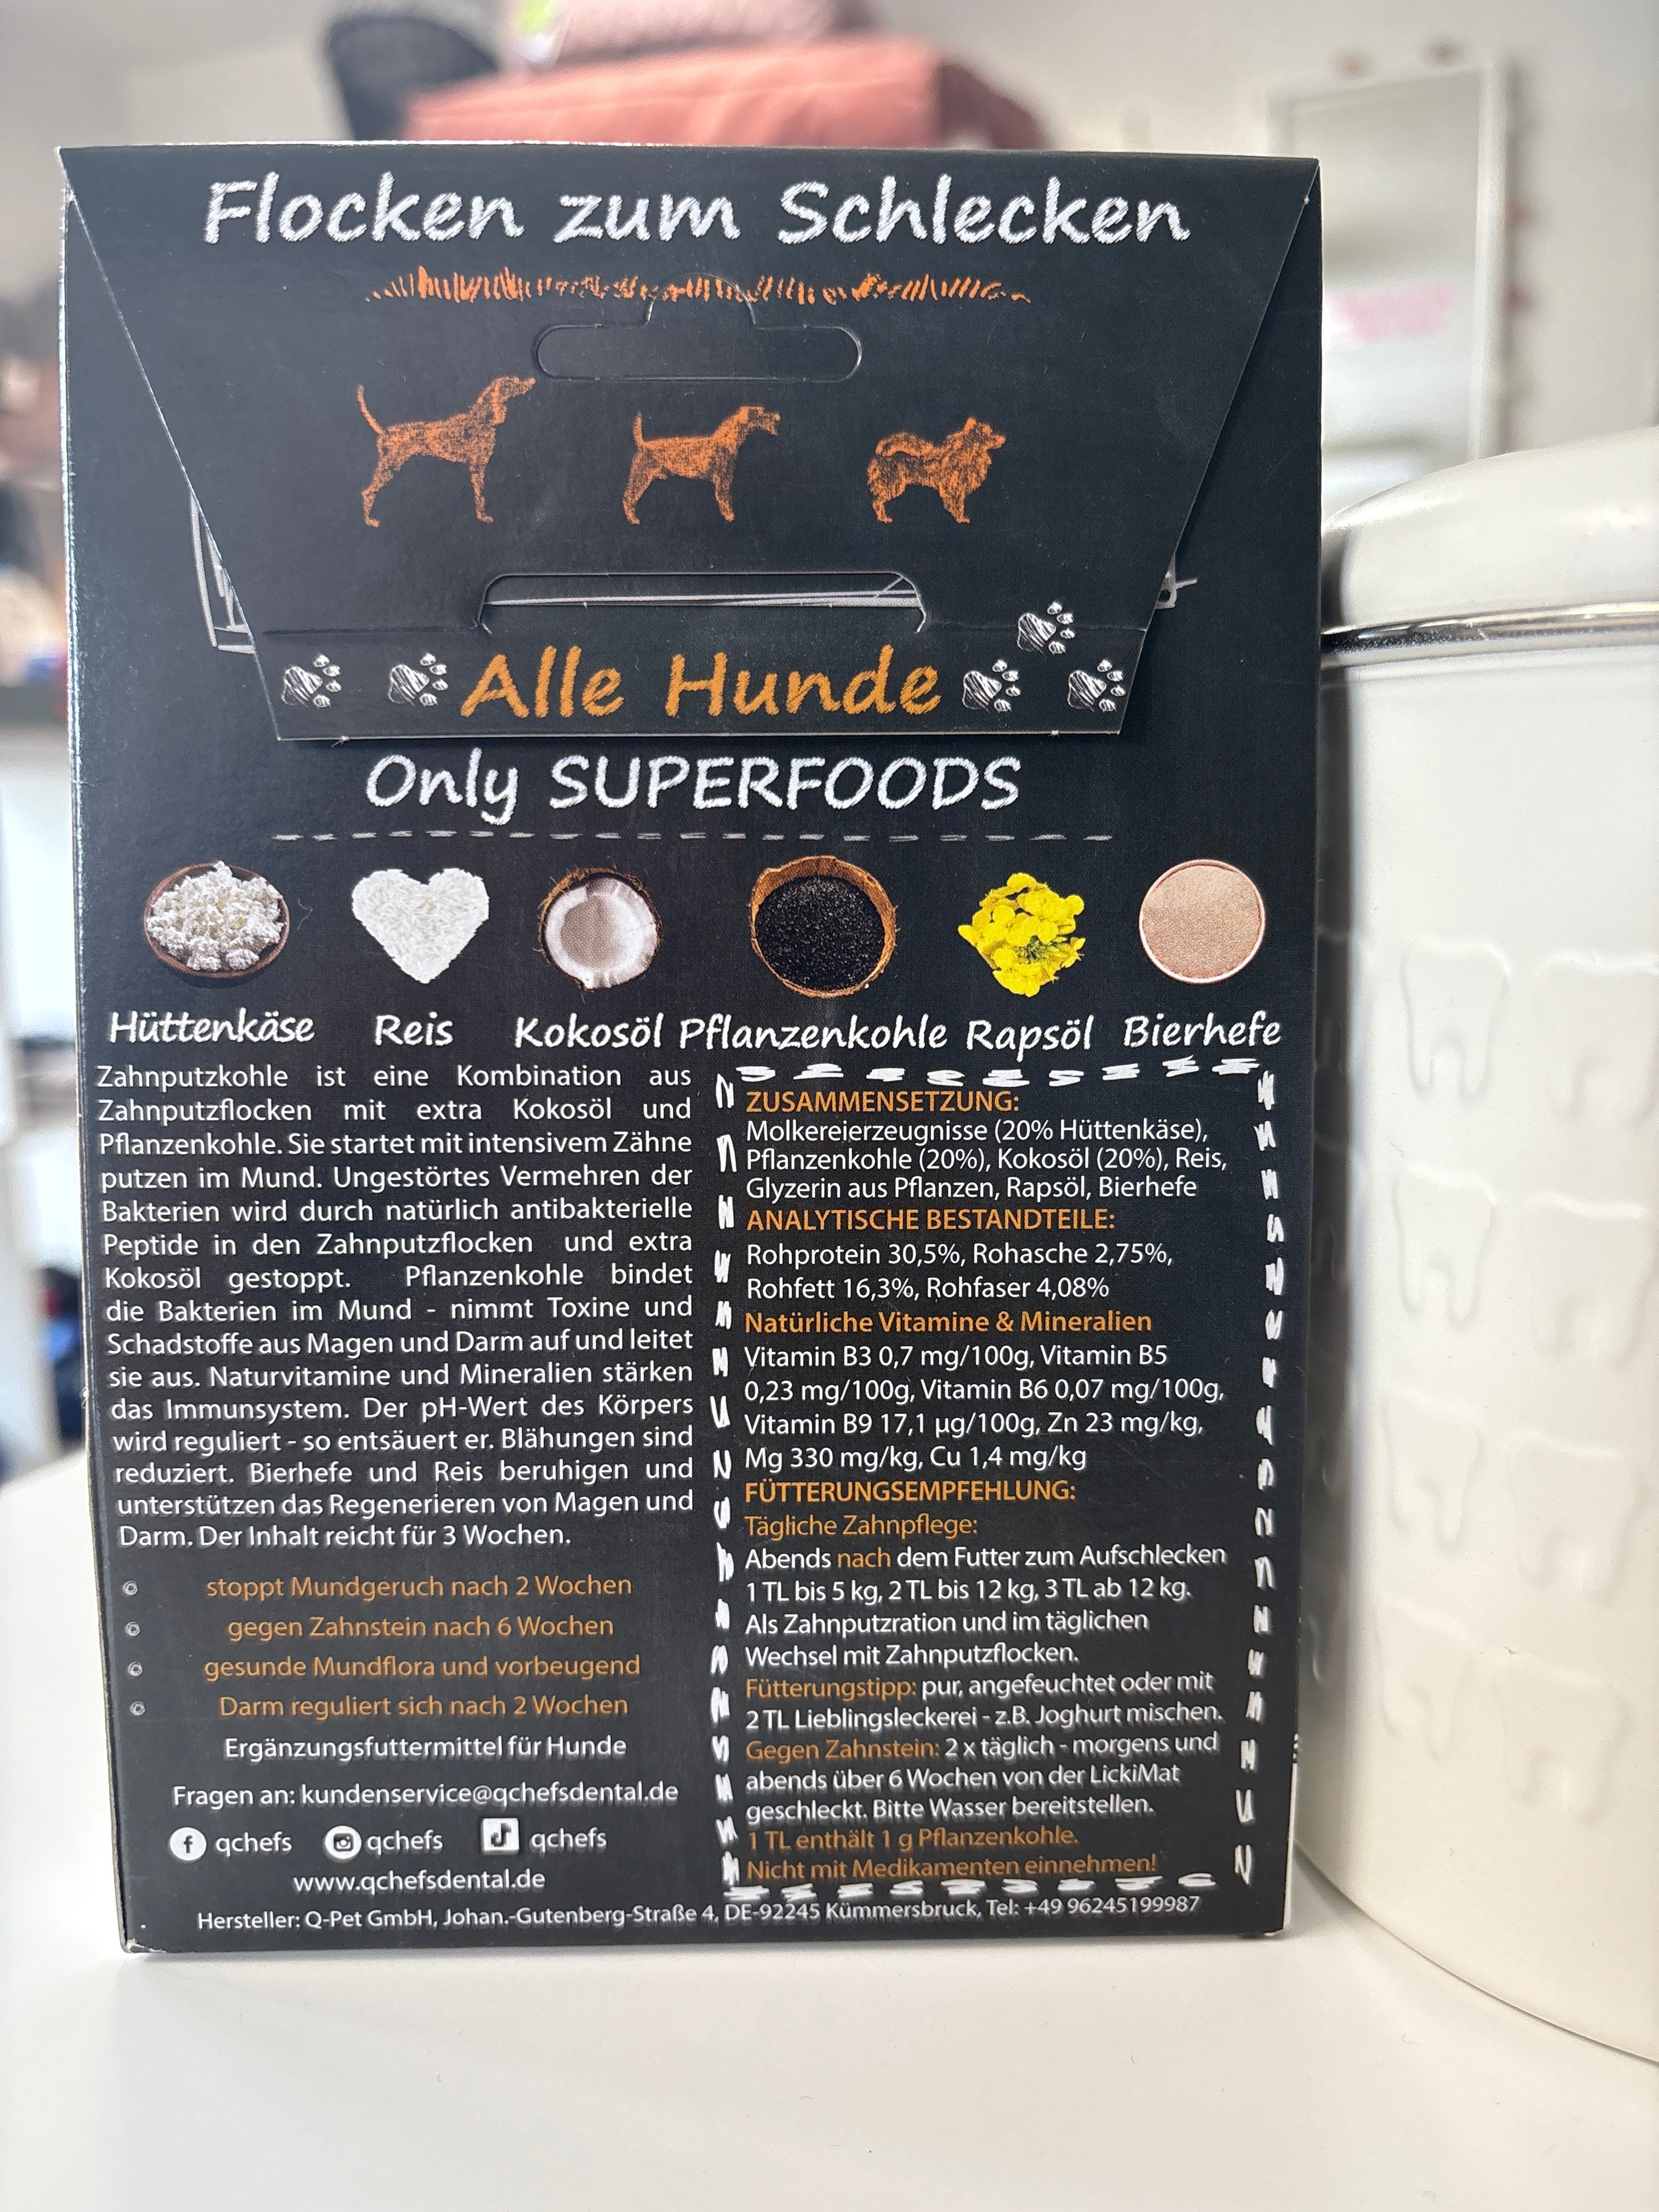 Flocken zum Schlecken
Alle Hunde
Only SUPERFOODS
Hüttenkäse Reis Kokosöl Pflanzenkohle Rapsöl Bierhefe
Zahnputzkohle ist eine Kombination aus
Zahnputzflocken mit extra Kokosöl und
Pflanzenkohle. Sie startet mit intensivem Zähne
putzen im Mund. Ungestörtes Vermehren der
Bakterien wird durch natürlich antibakterielle
Peptide in den Zahnputzflocken und extra
Kokosöl gestoppt. Pflanzenkohle bindet
die Bakterien im Mund - nimmt Toxine und
Schadstoffe aus Magen und Darm auf und leitet
sie aus. Naturvitamine und Mineralien stärken
das Immunsystem. Der pH-Wert des Körpers
wird reguliert - so entsäuert er. Blähungen sind
reduziert. Bierhefe und Reis beruhigen und
unterstützen das Regenerieren von Magen und
Darm. Der Inhalt reicht für 3 Wochen.
stoppt Mundgeruch nach 2 Wochen
gegen Zahnstein nach 6 Wochen
gesunde Mundflora und vorbeugend
Darm reguliert sich nach 2 Wochen
Ergänzungsfuttermittel für Hunde
Fragen an: kundenservice@qchefsdental.de
qchefs qchefs qchefs
www.qchefsdental.de
ZUSAMMENSETZUNG:
Molkereierzeugnisse (20% Hüttenkäse),
Pflanzenkohle (20%), Kokosöl (20%), Reis,
Glyzerin aus Pflanzen, Rapsöl, Bierhefe
ANALYTISCHE BESTANDTEILE:
Rohprotein 30,5%, Rohasche 2,75%,
Rohfett 16,3%, Rohfaser 4,08%
Natürliche Vitamine & Mineralien
Vitamin B3 0,7 mg/100g, Vitamin B5
0,23 mg/100g, Vitamin B6 0,07 mg/100g,
Vitamin B9 17,1 µg/100g, Zn 23 mg/kg,
Mg 330 mg/kg, Cu 1,4 mg/kg
FÜTTERUNGSEMPFEHLUNG:
Tägliche Zahnpflege:
Abends nach dem Futter zum Aufschlecken
1 TL bis 5 kg, 2 TL bis 12 kg, 3 TL ab 12 kg.
Als Zahnputzration und im täglichen
Wechsel mit Zahnputzflocken.
Fütterungstipp: pur, angefeuchtet oder mit
2 TL Lieblingsleckerei - z.B. Joghurt mischen.
Gegen Zahnstein: 2 x täglich - morgens und
abends über 6 Wochen von der LickiMat
geschleckt. Bitte Wasser bereitstellen.
1 TL enthält 1 g Pflanzenkohle.
Nicht mit Medikamenten einnehmen!
Hersteller: Q-Pet GmbH, Johan.-Gutenberg-Straße 4, DE-92245 Kümmersbruck, Tel: +49 96245199987